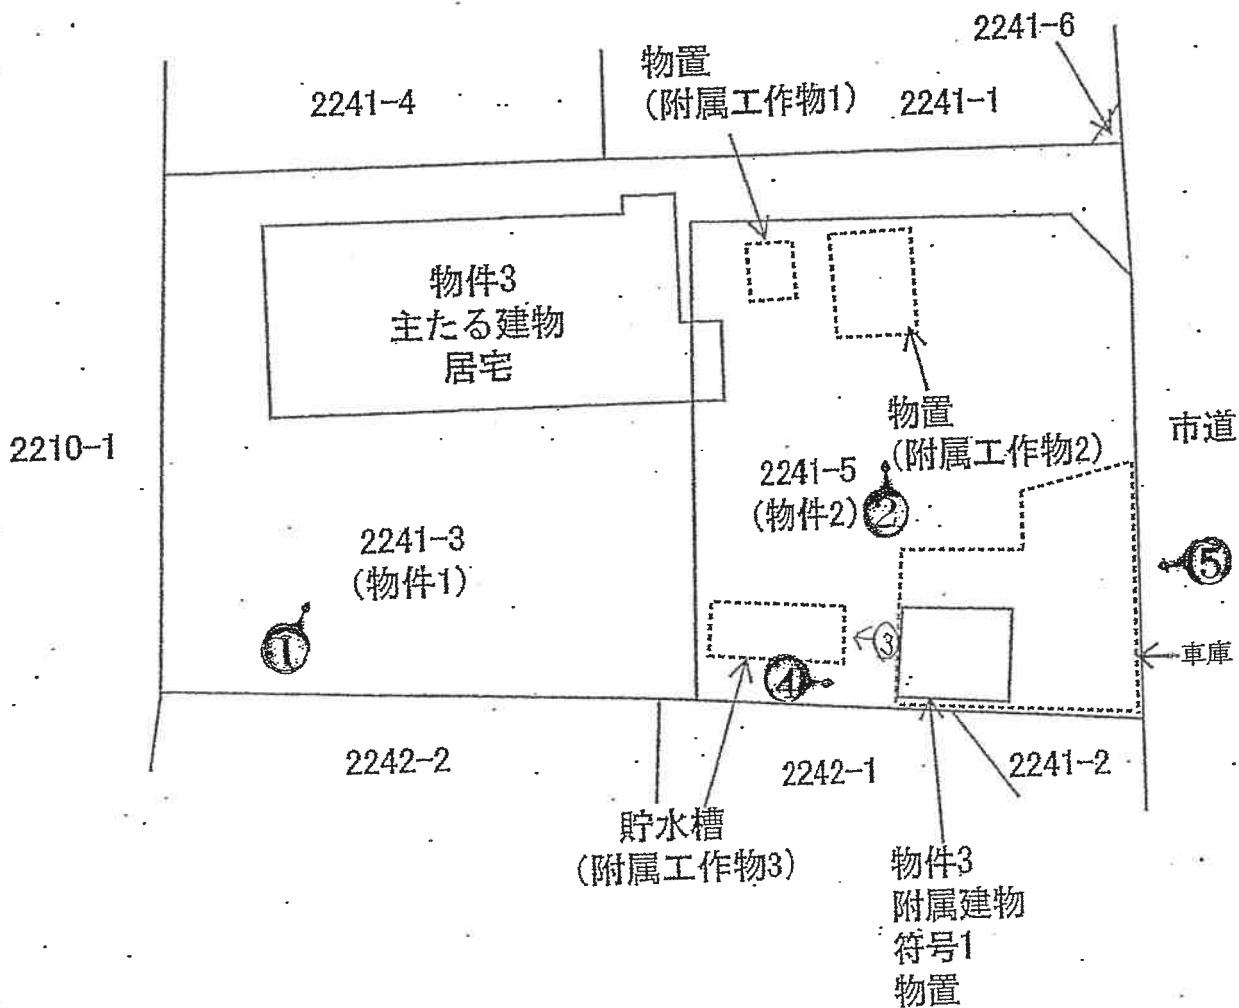 2241-6
物置
(附属工作物1)
2241-4
2241-1
物件3
主たる建物
居宅
物置
(附属工作物2)
市道
2210-1
2241-5
(物件2)
②
2241-3
(物件1)
⑤
①
③
④
車庫
2242-2
2242-1
2241-2
貯水槽
(附属工作物3)
物件3
附属建物
符号1
物置